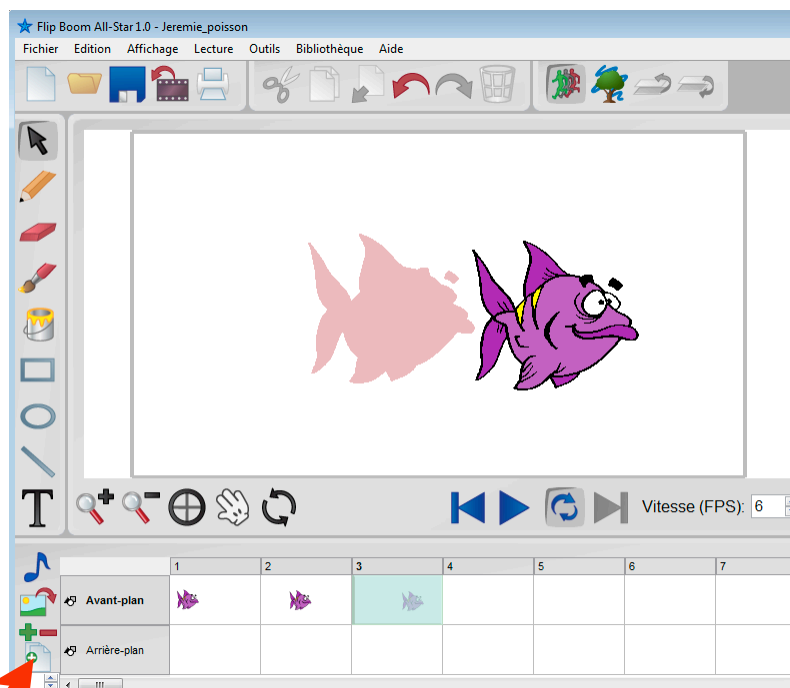 Flip Boom All-Star 1.0 - Jeremie_poisson
Fichier Edition Affichage Lecture Outils Bibliothèque Aide
T
Vitesse (FPS): 6
1 2 3 4 5 6 7
Avant-plan
Arrière-plan